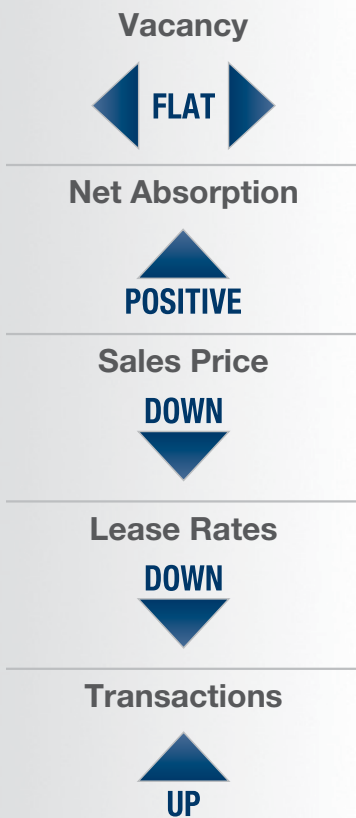 Vacancy
FLAT
Net Absorption
POSITIVE
Sales Price
DOWN
Lease Rates
DOWN
Transactions
UP